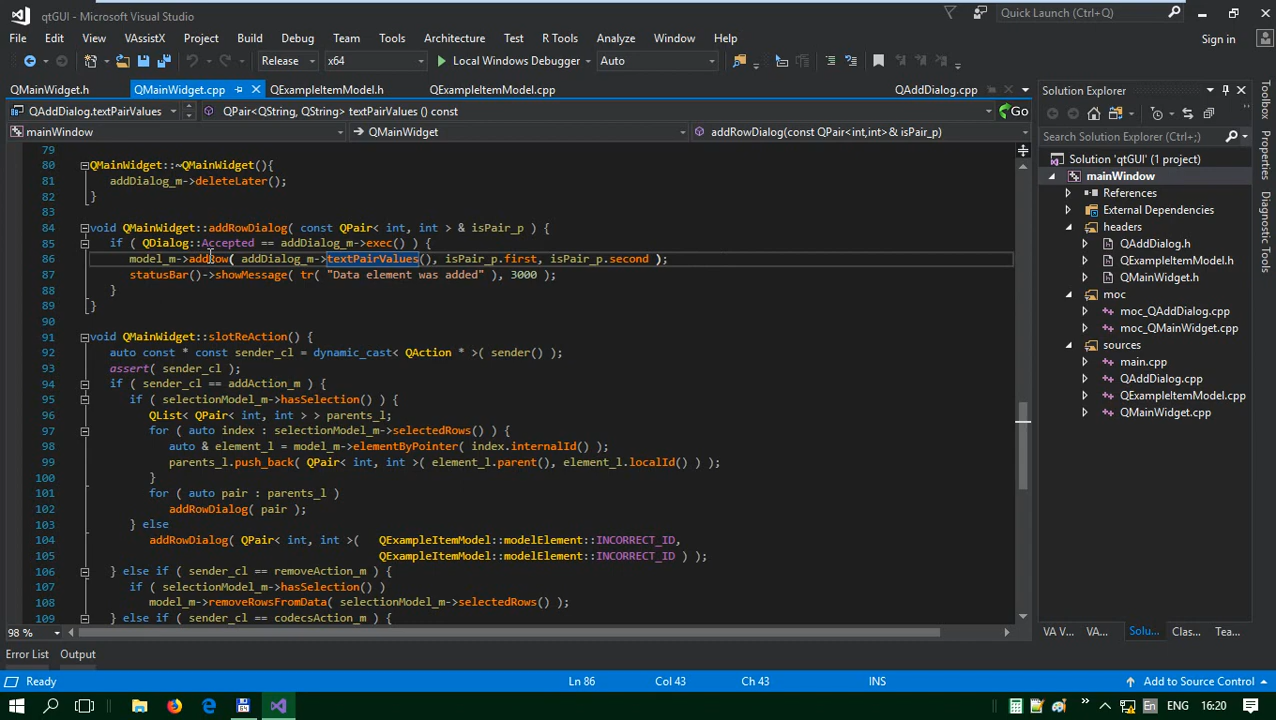 qtGUI - Microsoft Visual Studio
Quick Launch (Ctrl+Q)
File Edit View VAssistX Project Build Debug Team Tools Architecture Test R Tools Analyze Window Help
Sign in
Release x64 Local Windows Debugger Auto
QMainWidget.h QMainWidget.cpp QExampleItemModel.h QExampleItemModel.cpp QAddDialog.cpp
QAddDialog.textPairValues QPair<QString, QString> textPairValues () const Go
mainWindow QMainWidget addRowDialog(const QPair<int,int>& isPair_p)
79
80 QMainWidget::~QMainWidget(){
81 addDialog_m->deleteLater();
82 }
83
84 void QMainWidget::addRowDialog( const QPair< int, int > & isPair_p ) {
85 if ( QDialog::Accepted == addDialog_m->exec() ) {
86 model_m->addRow( addDialog_m->textPairValues(), isPair_p.first, isPair_p.second );
87 statusBar()->showMessage( tr( "Data element was added" ), 3000 );
88 }
89 }
90
91 void QMainWidget::slotReAction() {
92 auto const * const sender_cl = dynamic_cast< QAction * >( sender() );
93 assert( sender_cl );
94 if ( sender_cl == addAction_m ) {
95 if ( selectionModel_m->hasSelection() ) {
96 QList< QPair< int, int > > parents_l;
97 for ( auto index : selectionModel_m->selectedRows() ) {
98 auto & element_l = model_m->elementByPointer( index.internalId() );
99 parents_l.push_back( QPair< int, int >( element_l.parent(), element_l.localId() ) );
100 }
101 for ( auto pair : parents_l )
102 addRowDialog( pair );
103 } else
104 addRowDialog( QPair< int, int >( QExampleItemModel::modelElement::INCORRECT_ID,
105 QExampleItemModel::modelElement::INCORRECT_ID ) );
106 } else if ( sender_cl == removeAction_m ) {
107 if ( selectionModel_m->hasSelection() )
108 model_m->removeRowsFromData( selectionModel_m->selectedRows() );
109 } else if ( sender_cl == codecsAction_m ) {
98 %
Solution Explorer
Search Solution Explorer (Ctrl+;)
Solution 'qtGUI' (1 project)
mainWindow
References
External Dependencies
headers
QAddDialog.h
QExampleItemModel.h
QMainWidget.h
moc
moc_QAddDialog.cpp
moc_QMainWidget.cpp
sources
main.cpp
QAddDialog.cpp
QExampleItemModel.cpp
QMainWidget.cpp
VA V... VA... Solu... Clas... Tea...
Toolbox
Properties
Test Explorer
Error List Output
Ready Ln 86 Col 43 Ch 43 INS Add to Source Control
64
En ENG 16:20